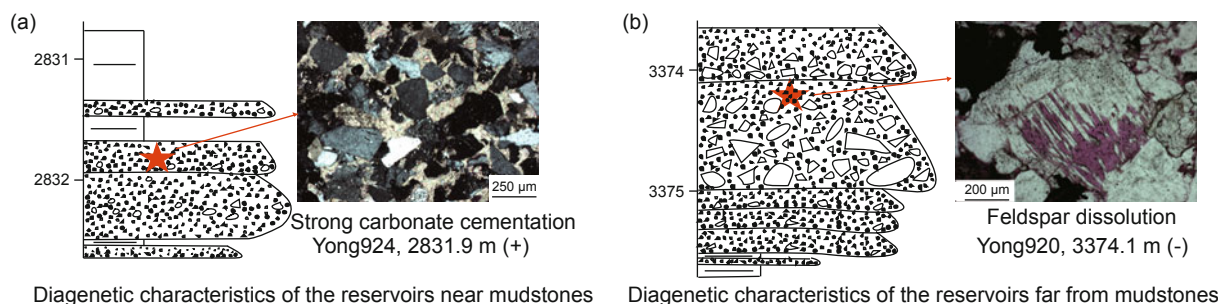 (a)
2831
2832
250 μm
Strong carbonate cementation
Yong924, 2831.9 m (+)
Diagenetic characteristics of the reservoirs near mudstones
(b)
3374
3375
200 μm
Feldspar dissolution
Yong920, 3374.1 m (-)
Diagenetic characteristics of the reservoirs far from mudstones